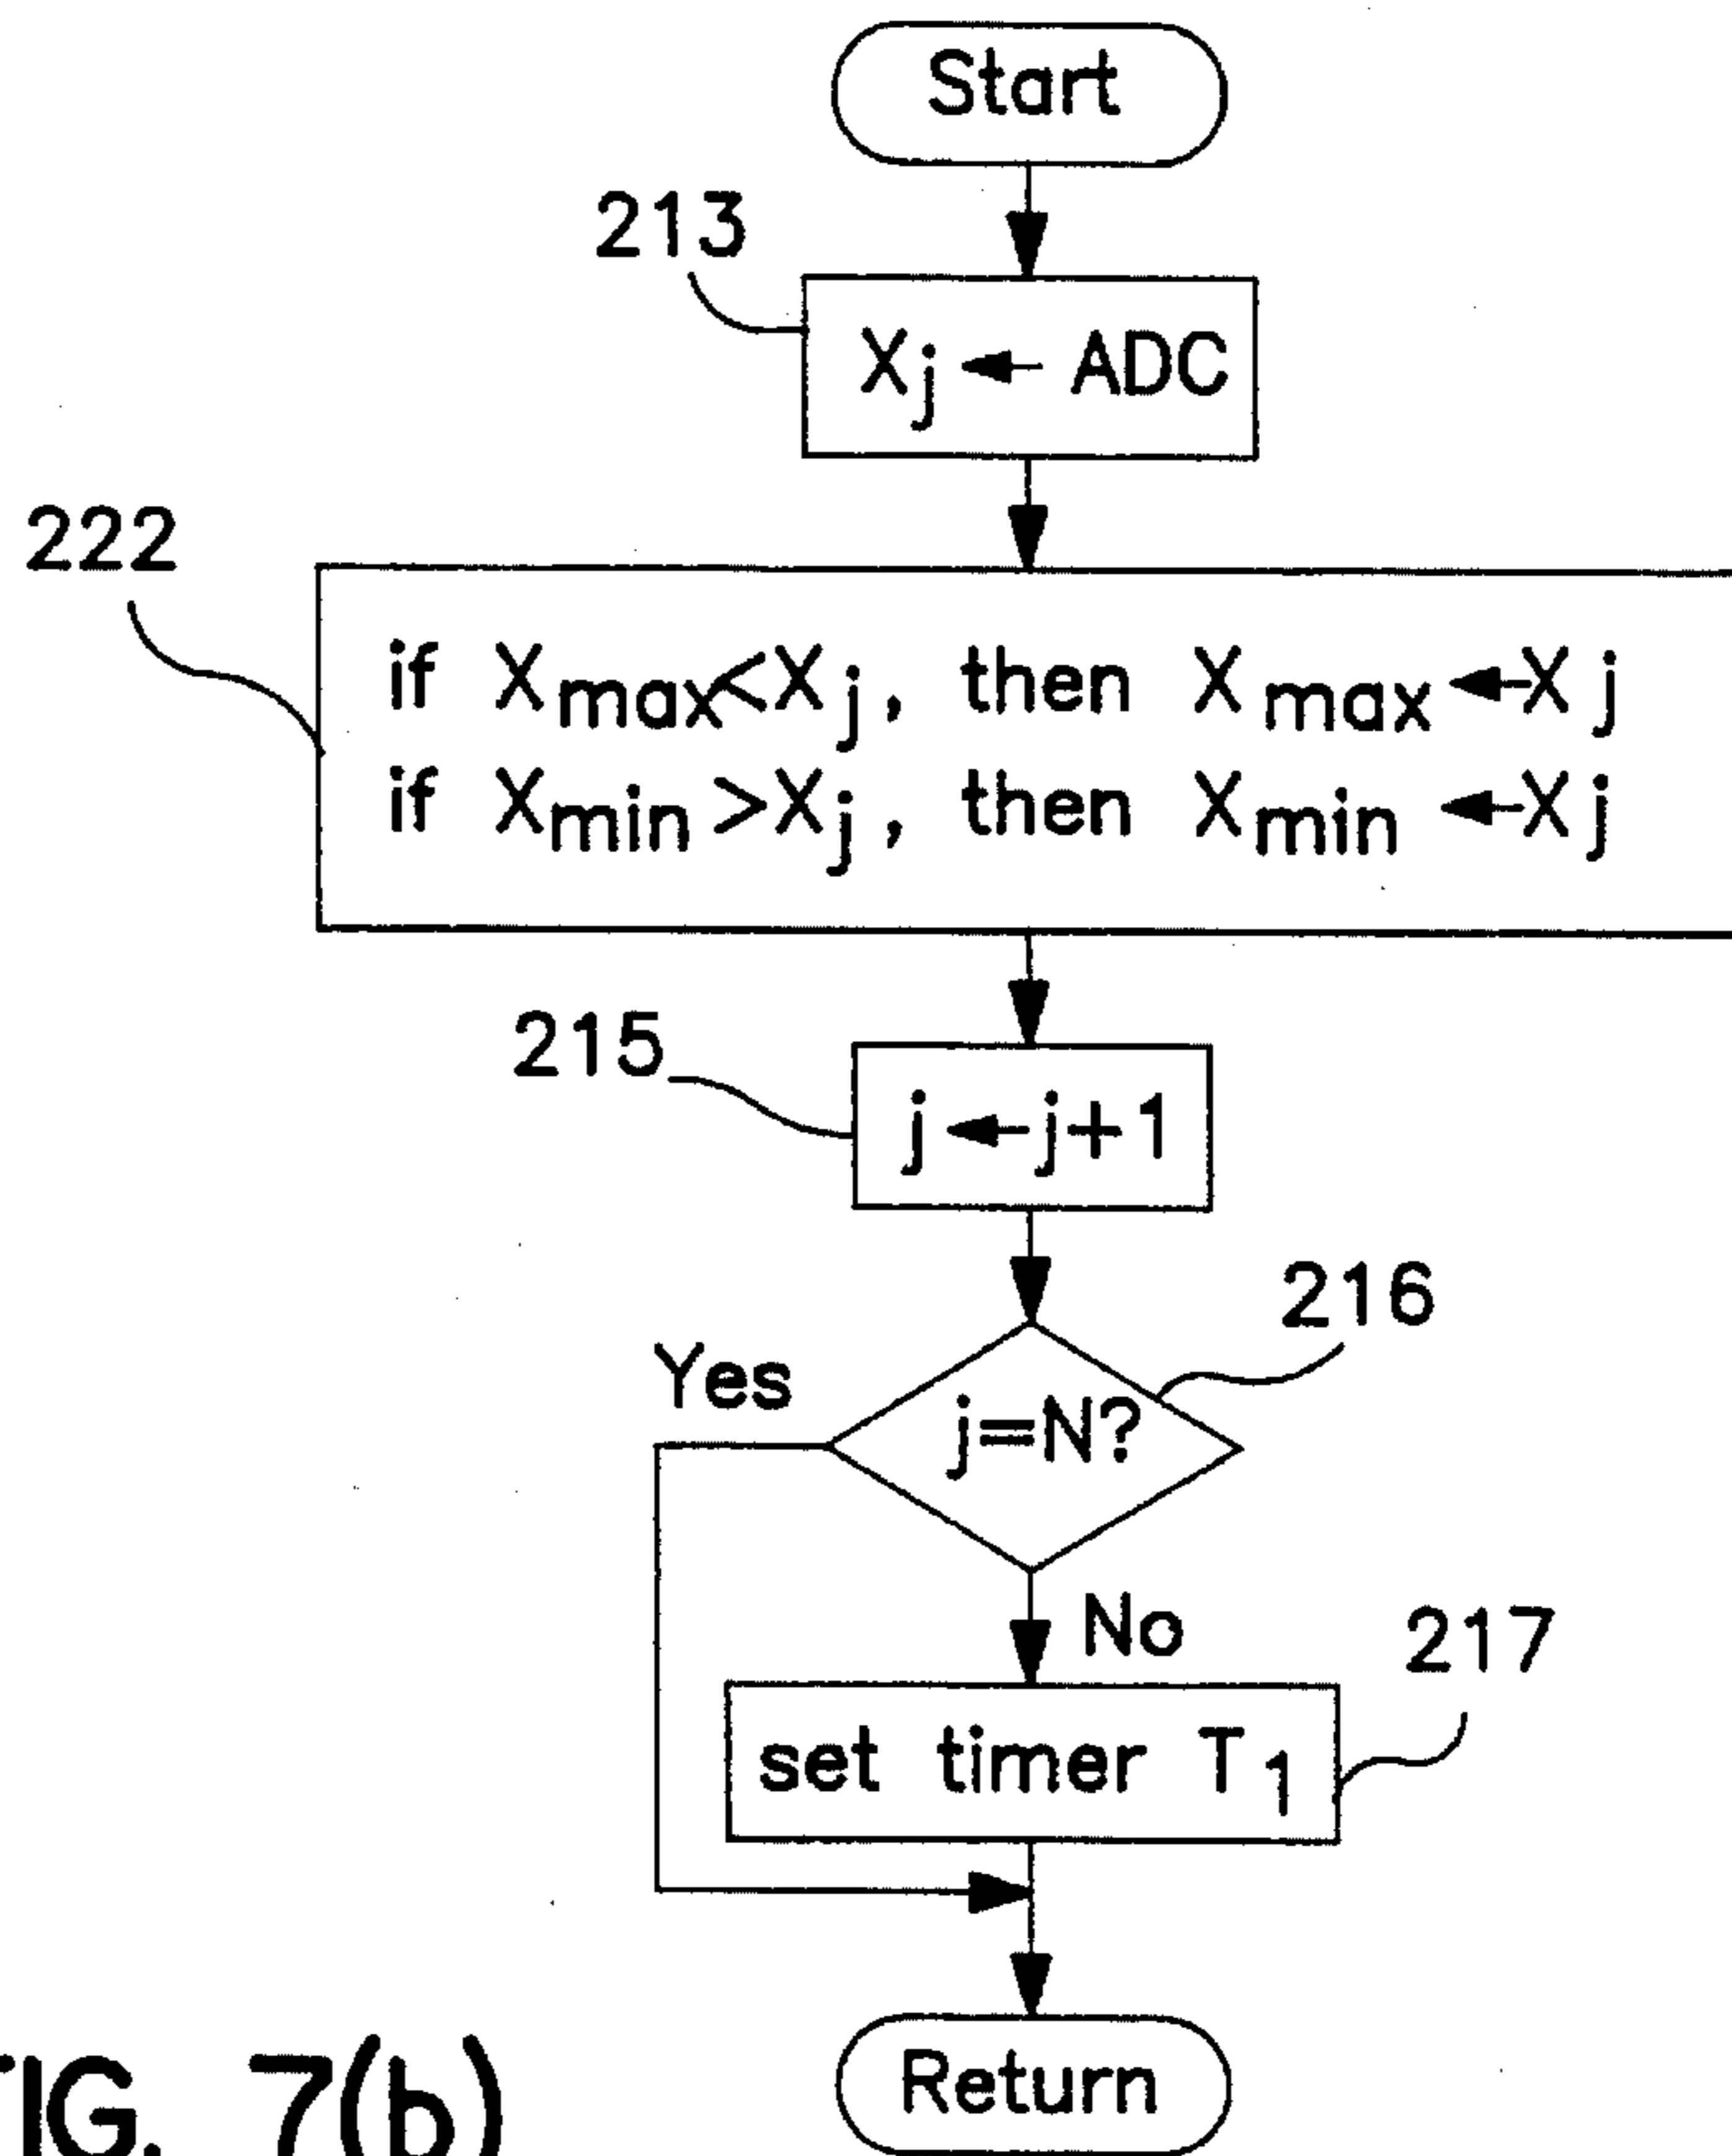 Start
213
Xj ← ADC
222
if Xmax<Xj, then Xmax←Xj
if Xmin>Xj, then Xmin←Xj
215
j←j+1
216
Yes
j=N?
No
217
set timer T1
Return
7(b)